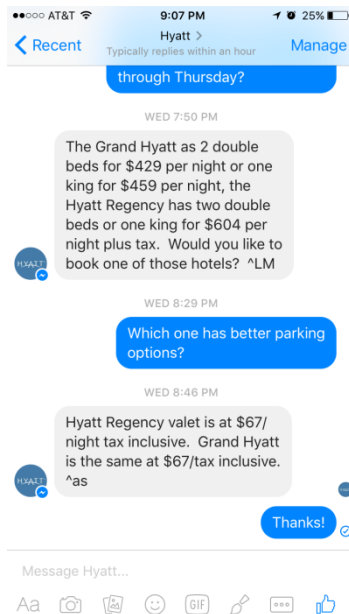 AT&T 9:07 PM 25%
Recent Hyatt > Manage
Typically replies within an hour
through Thursday?
WED 7:50 PM
The Grand Hyatt as 2 double
beds for $429 per night or one
king for $459 per night, the
Hyatt Regency has two double
beds or one king for $604 per
night plus tax.  Would you like to
book one of those hotels?  ^LM
HYATT
WED 8:29 PM
Which one has better parking
options?
WED 8:46 PM
Hyatt Regency valet is at $67/
night tax inclusive.  Grand Hyatt
is the same at $67/tax inclusive.
^as
HYATT
Thanks!
Message Hyatt...
Aa GIF